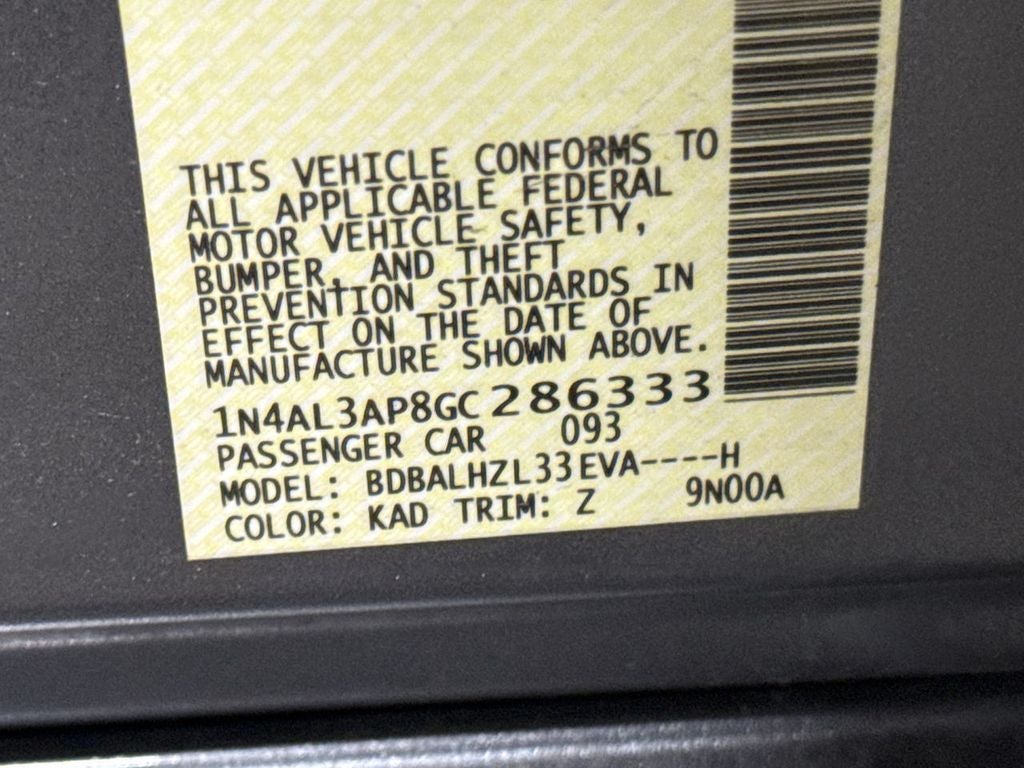 THIS VEHICLE CONFORMS TO
ALL APPLICABLE FEDERAL
MOTOR VEHICLE SAFETY,
BUMPER, AND THEFT
PREVENTION STANDARDS IN
EFFECT ON THE DATE OF
MANUFACTURE SHOWN ABOVE.
1N4AL3AP8GC286333
PASSENGER CAR 093
MODEL: BDBALHZL33EVA----H
COLOR: KAD TRIM: Z 9N00A